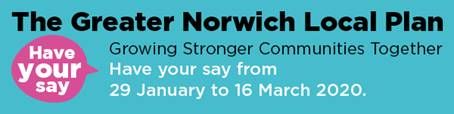 The Greater Norwich Local Plan
Have
your
say
Growing Stronger Communities Together
Have your say from
29 January to 16 March 2020.